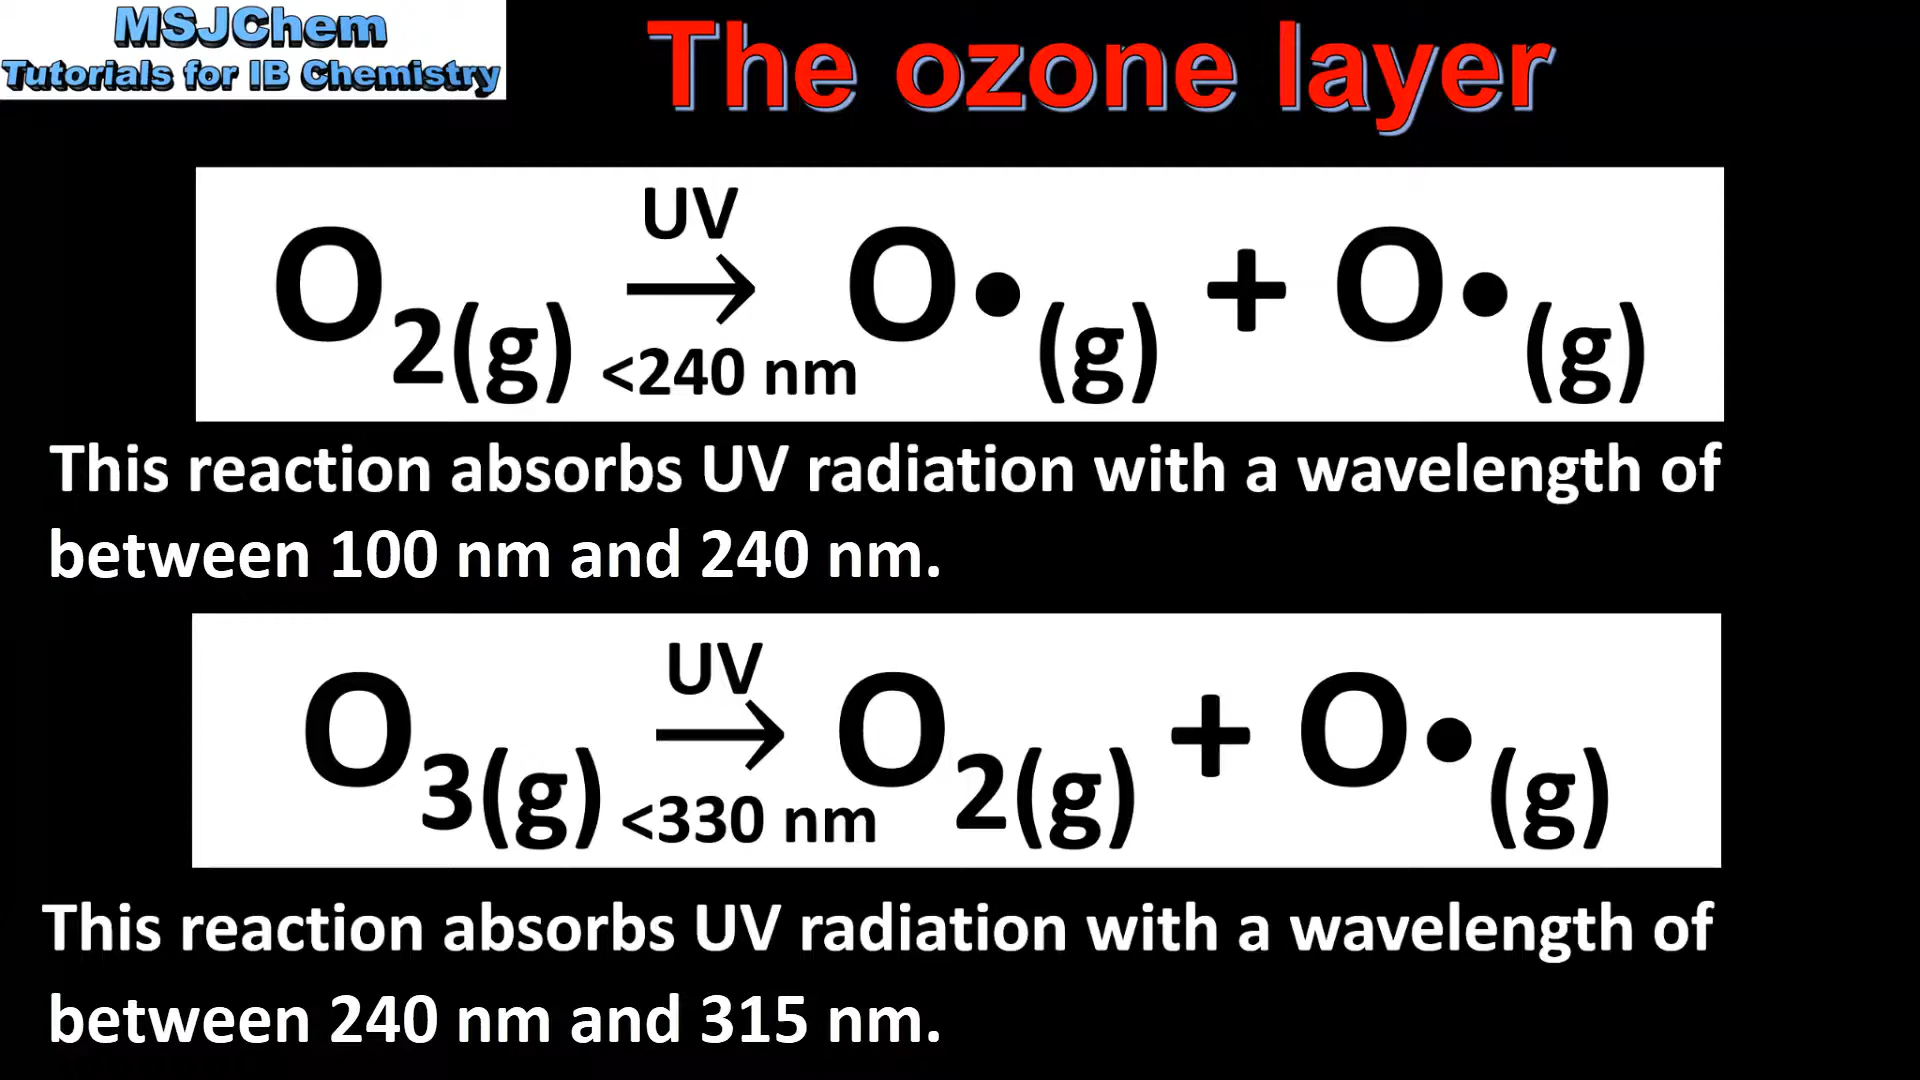 MSJChem
Tutorials for IB Chemistry
The ozone layer
UV
O2(g) → O•(g) + O•(g)
<240 nm
This reaction absorbs UV radiation with a wavelength of
between 100 nm and 240 nm.
UV
O3(g) → O2(g) + O•(g)
<330 nm
This reaction absorbs UV radiation with a wavelength of
between 240 nm and 315 nm.